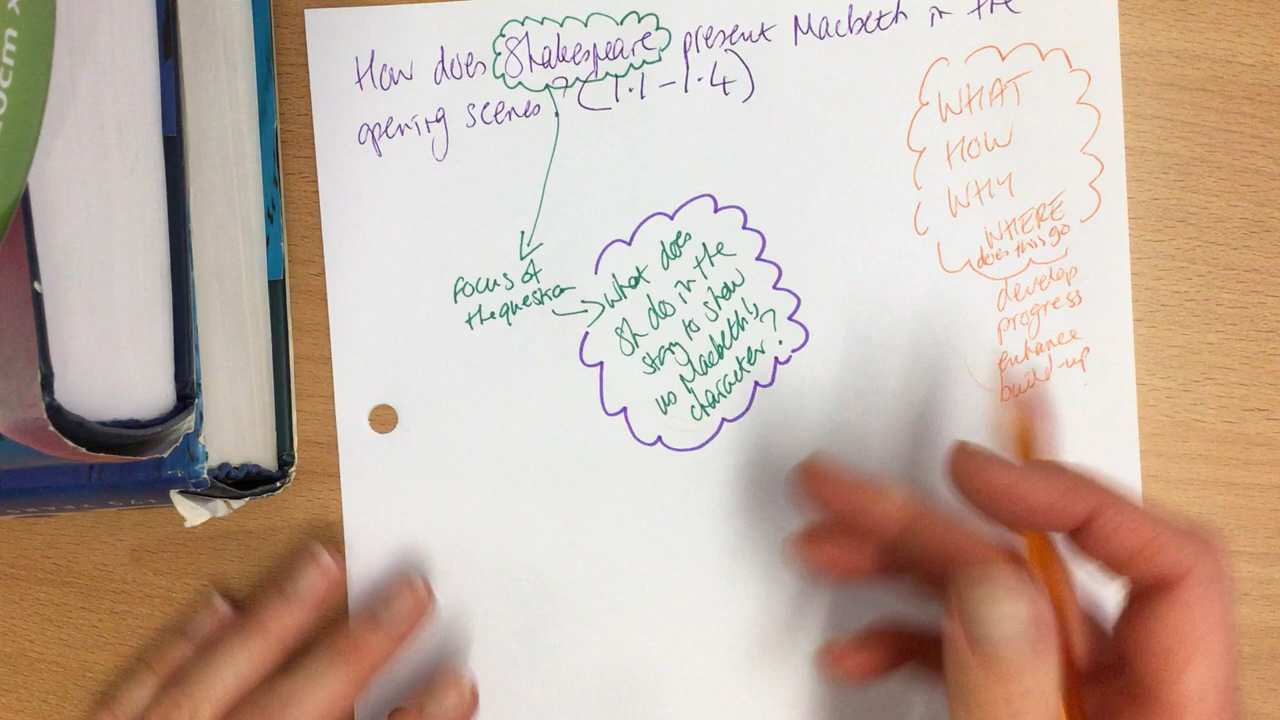 How does Shakespeare present Macbeth in the
opening scenes? (1.1 - 1.4)
WHAT
HOW
WHY
WHERE
does this go
develop
progress
enhance
build-up
focus of
the question
what does
Sh do in the
story to show
us Macbeth's
character?
0cm x